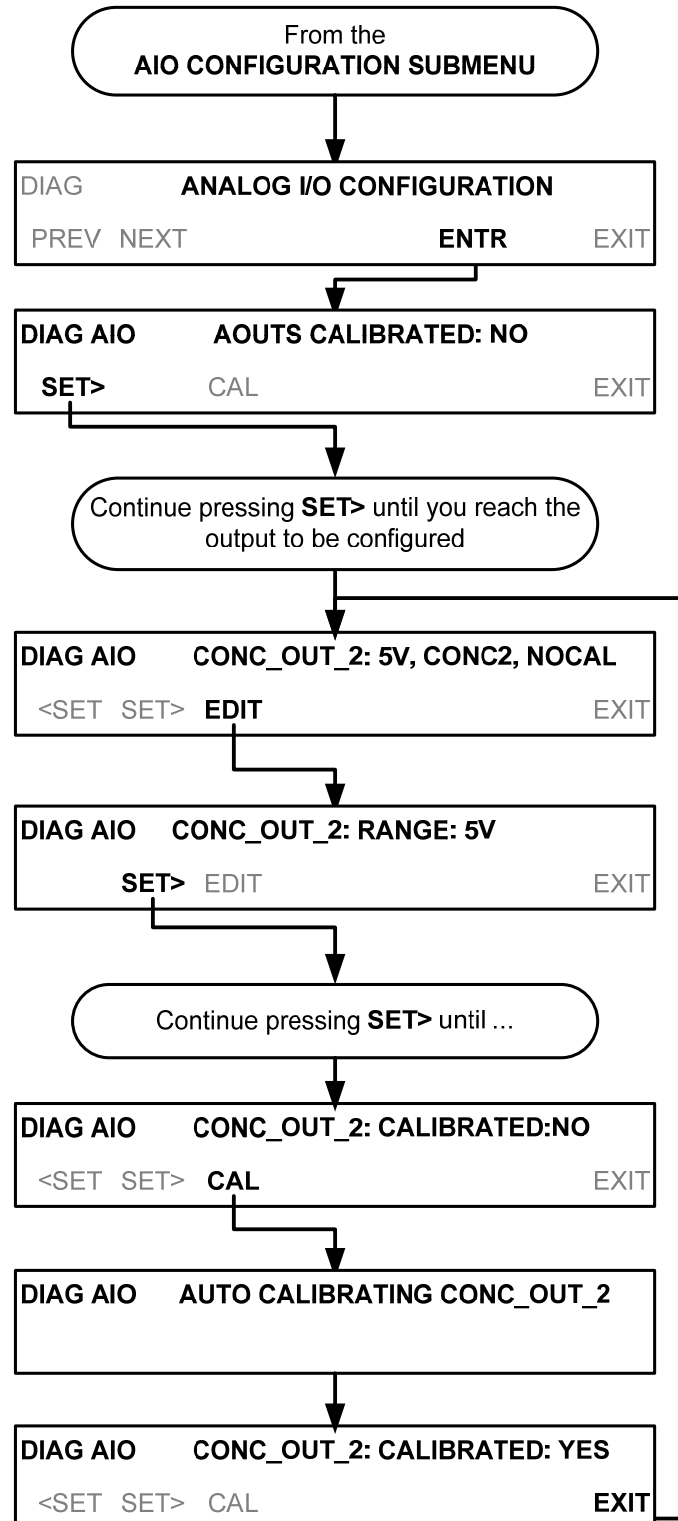 From the
AIO CONFIGURATION SUBMENU
DIAG ANALOG I/O CONFIGURATION
PREV NEXT ENTR EXIT
DIAG AIO AOUTS CALIBRATED: NO
SET> CAL EXIT
Continue pressing SET> until you reach the
output to be configured
DIAG AIO CONC_OUT_2: 5V, CONC2, NOCAL
<SET SET> EDIT EXIT
DIAG AIO CONC_OUT_2: RANGE: 5V
SET> EDIT EXIT
Continue pressing SET> until ...
DIAG AIO CONC_OUT_2: CALIBRATED:NO
<SET SET> CAL EXIT
DIAG AIO AUTO CALIBRATING CONC_OUT_2
DIAG AIO CONC_OUT_2: CALIBRATED: YES
<SET SET> CAL EXIT